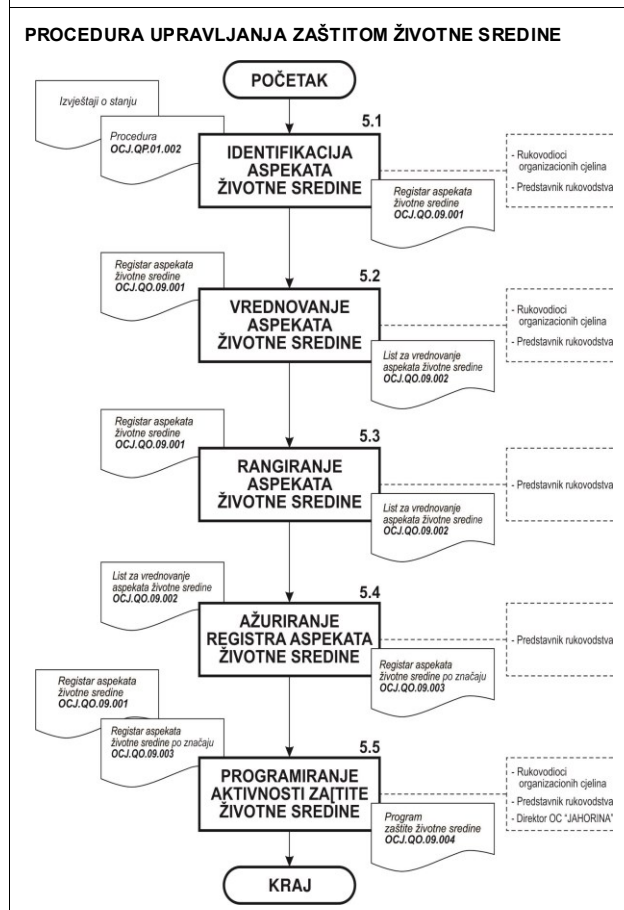 PROCEDURA UPRAVLJANJA ZAŠTITOM ŽIVOTNE SREDINE
POČETAK
Izvještaji o stanju
Procedura
OCJ.QP.01.002
5.1
IDENTIFIKACIJA
ASPEKATA
ŽIVOTNE SREDINE
Registar aspekata
životne sredine
OCJ.QO.09.001
- Rukovodioci
organizacionih cjelina
- Predstavnik rukovodstva
Registar aspekata
životne sredine
OCJ.QO.09.001
5.2
VREDNOVANJE
ASPEKATA
ŽIVOTNE SREDINE
List za vrednovanje
aspekata životne sredine
OCJ.QO.09.002
- Rukovodioci
organizacionih cjelina
- Predstavnik rukovodstva
Registar aspekata
životne sredine
OCJ.QO.09.001
5.3
RANGIRANJE
ASPEKATA
ŽIVOTNE SREDINE
List za vrednovanje
aspekata životne sredine
OCJ.QO.09.002
- Predstavnik rukovodstva
List za vrednovanje
aspekata životne sredine
OCJ.QO.09.002
5.4
AŽURIRANJE
REGISTRA ASPEKATA
ŽIVOTNE SREDINE
Registar aspekata
životne sredine po značaju
OCJ.QO.09.003
- Predstavnik rukovodstva
Registar aspekata
životne sredine
OCJ.QO.09.001
Registar aspekata
životne sredine po značaju
OCJ.QO.09.003
5.5
PROGRAMIRANJE
AKTIVNOSTI ZA[TITE
ŽIVOTNE SREDINE
Program
zaštite životne sredine
OCJ.QO.09.004
- Rukovodioci
organizacionih cjelina
- Predstavnik rukovodstva
- Direktor OC "JAHORINA"
KRAJ